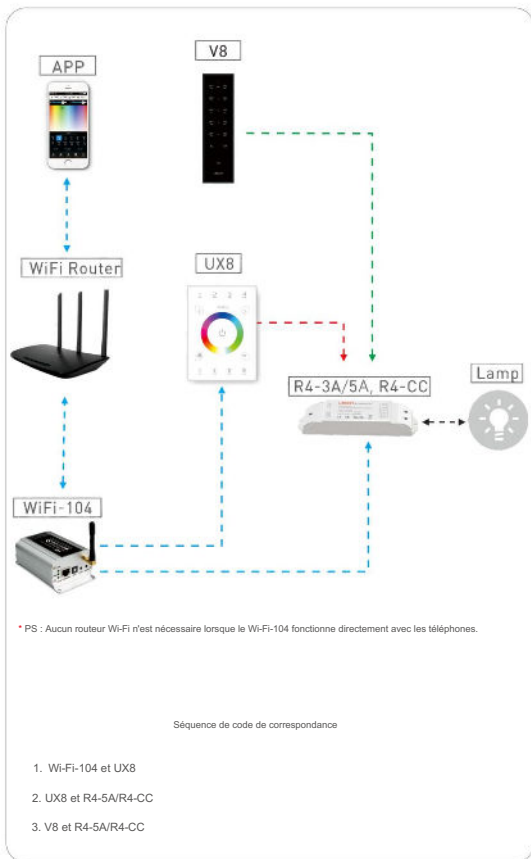 V8
APP
WiFi Router
UX8
R4-3A/5A, R4-CC
Lamp
WiFi-104
* PS : Aucun routeur Wi-Fi n'est nécessaire lorsque le Wi-Fi-104 fonctionne directement avec les téléphones.
Séquence de code de correspondance
1. Wi-Fi-104 et UX8
2. UX8 et R4-5A/R4-CC
3. V8 et R4-5A/R4-CC